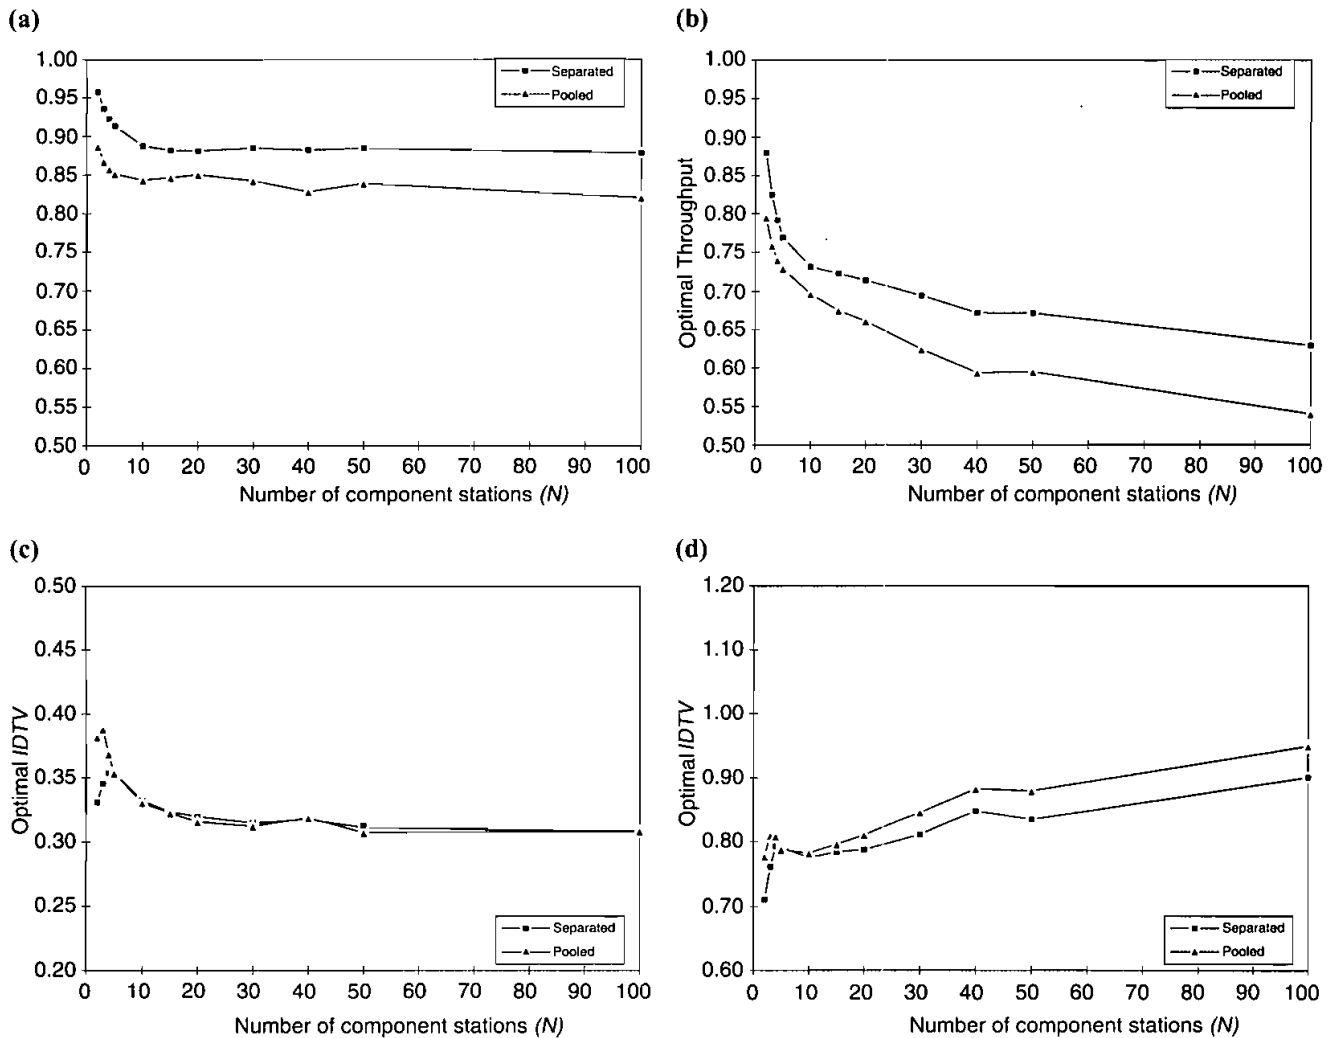 (a)
1.00
0.95
0.90
0.85
0.80
0.75
0.70
0.65
0.60
0.55
0.50
0 10 20 30 40 50 60 70 80 90 100
Number of component stations (N)
Separated
Pooled
(b)
Optimal Throughput
1.00
0.95
0.90
0.85
0.80
0.75
0.70
0.65
0.60
0.55
0.50
0 10 20 30 40 50 60 70 80 90 100
Number of component stations (N)
Separated
Pooled
(c)
Optimal IDTV
0.50
0.45
0.40
0.35
0.30
0.25
0.20
0 10 20 30 40 50 60 70 80 90 100
Number of component stations (N)
Separated
Pooled
(d)
Optimal IDTV
1.20
1.10
1.00
0.90
0.80
0.70
0.60
0 10 20 30 40 50 60 70 80 90 100
Number of component stations (N)
Separated
Pooled